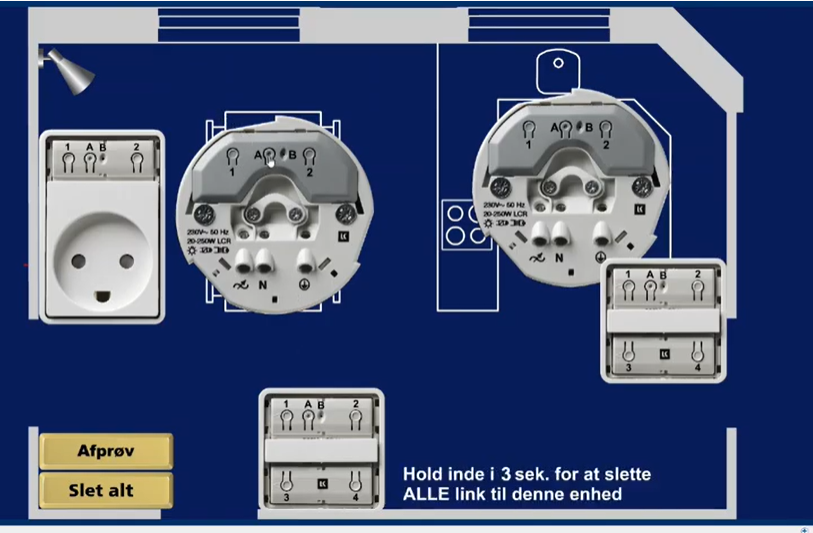 1 A B 2
A B
1 2
230V~ 50 Hz
20-250W LCR
N
A B
1 2
230V~ 50 Hz
20-250W LCR
N
1 A B 2
3 LK 4
1 A B 2
3 LK 4
Afprøv
Slet alt
Hold inde i 3 sek. for at slette
ALLE link til denne enhed